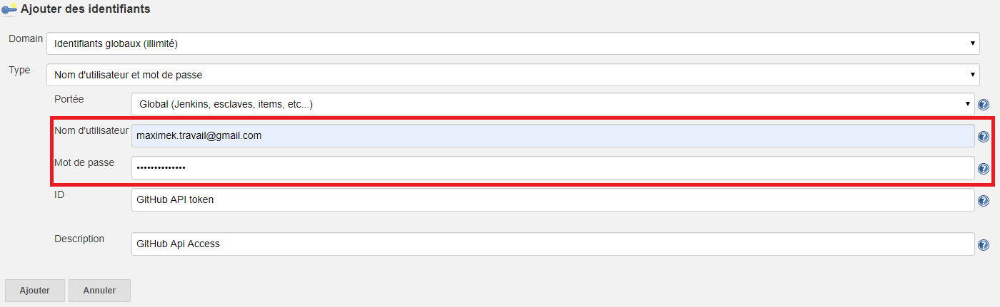 Ajouter des identifiants
Domain Identifiants globaux (illimité)
Type Nom d'utilisateur et mot de passe
Portée Global (Jenkins, esclaves, items, etc...)
Nom d'utilisateur maximek.travail@gmail.com
Mot de passe ••••••••••••••
ID GitHub API token
Description GitHub Api Access
Ajouter Annuler